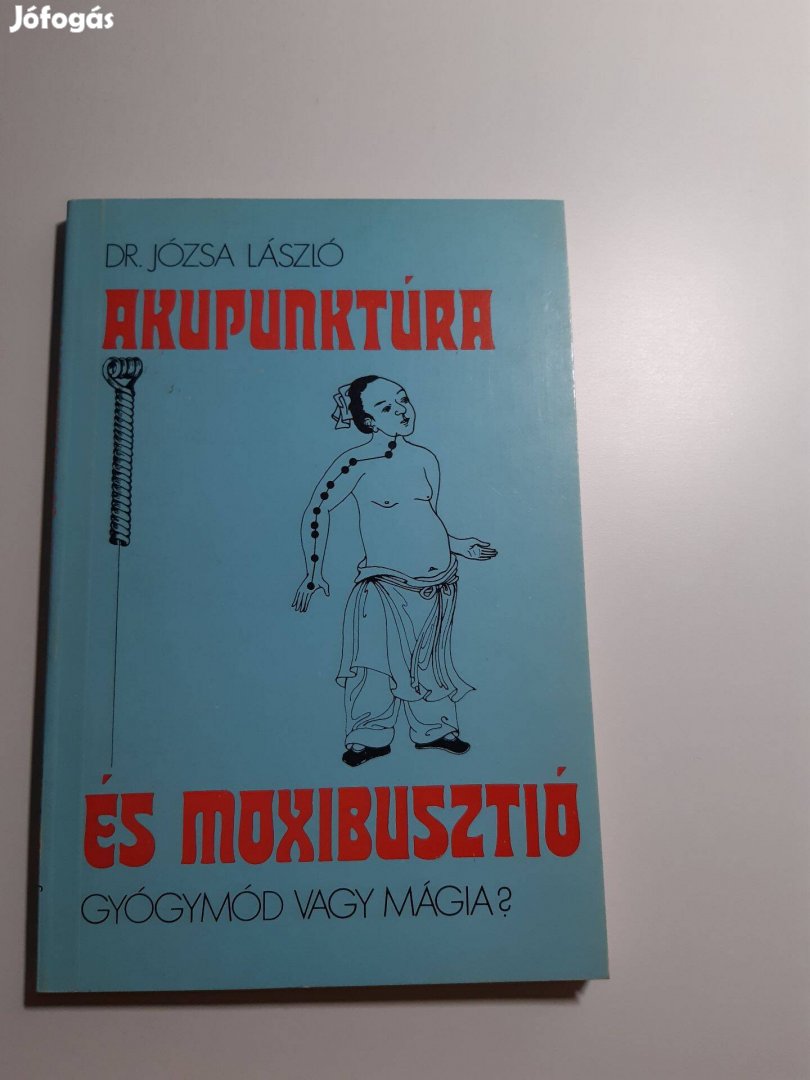 Jófogás
DR. JÓZSA LÁSZLÓ
AKUPUNKTÚRA
ÉS MOXIBUSZTIÓ
GYÓGYMÓD VAGY MÁGIA?